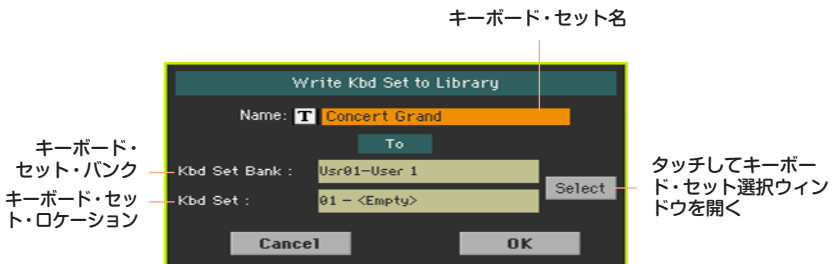 キーボード・セット名
Write Kbd Set to Library
Name: T Concert Grand
To
キーボード・
セット・バンク
Kbd Set Bank :
Usr01-User 1
キーボード・セッ
ト・ロケーション
Kbd Set :
01 - <Empty>
Select
タッチしてキーボー
ド・セット選択ウィン
ドウを開く
Cancel
OK